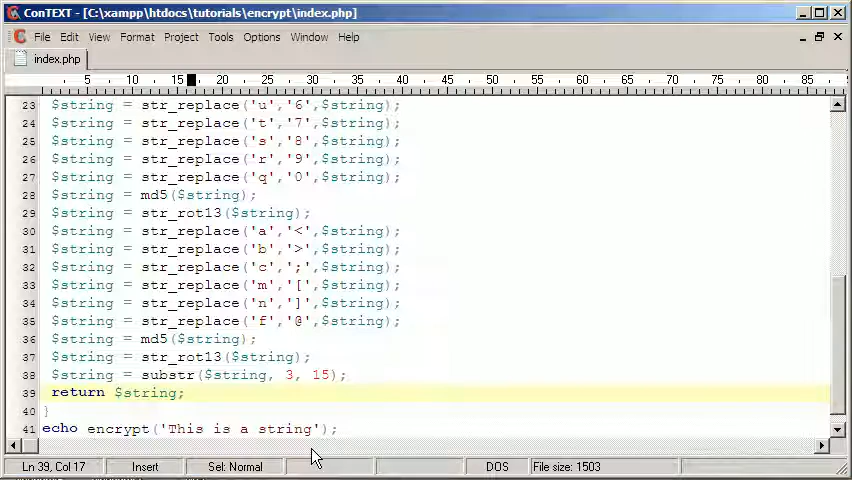 ConTEXT - [C:\xampp\htdocs\tutorials\encrypt\index.php]
File Edit View Format Project Tools Options Window Help
index.php
5 10 15 20 25 30 35 40 45 50 55 60 65 70 75 80 85
23 $string = str_replace('u','6',$string);
24 $string = str_replace('t','7',$string);
25 $string = str_replace('s','8',$string);
26 $string = str_replace('r','9',$string);
27 $string = str_replace('q','0',$string);
28 $string = md5($string);
29 $string = str_rot13($string);
30 $string = str_replace('a','<',$string);
31 $string = str_replace('b','>',$string);
32 $string = str_replace('c',';',$string);
33 $string = str_replace('m','[',$string);
34 $string = str_replace('n',']',$string);
35 $string = str_replace('f','@',$string);
36 $string = md5($string);
37 $string = str_rot13($string);
38 $string = substr($string, 3, 15);
39 return $string;
40 }
41 echo encrypt('This is a string');
Ln 39, Col 17 Insert Sel: Normal DOS File size: 1503